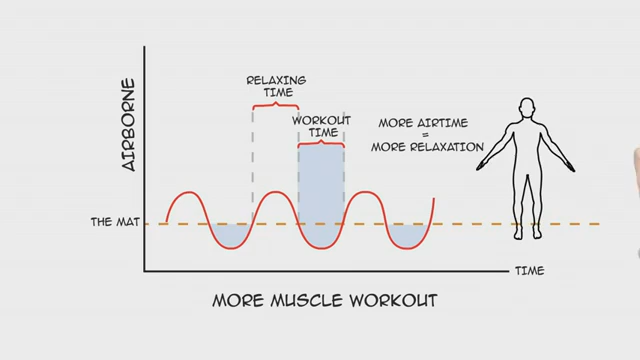 RELAXING
TIME
WORKOUT
TIME
MORE AIRTIME
=
MORE RELAXATION
AIRBORNE
THE MAT
TIME
MORE MUSCLE WORKOUT